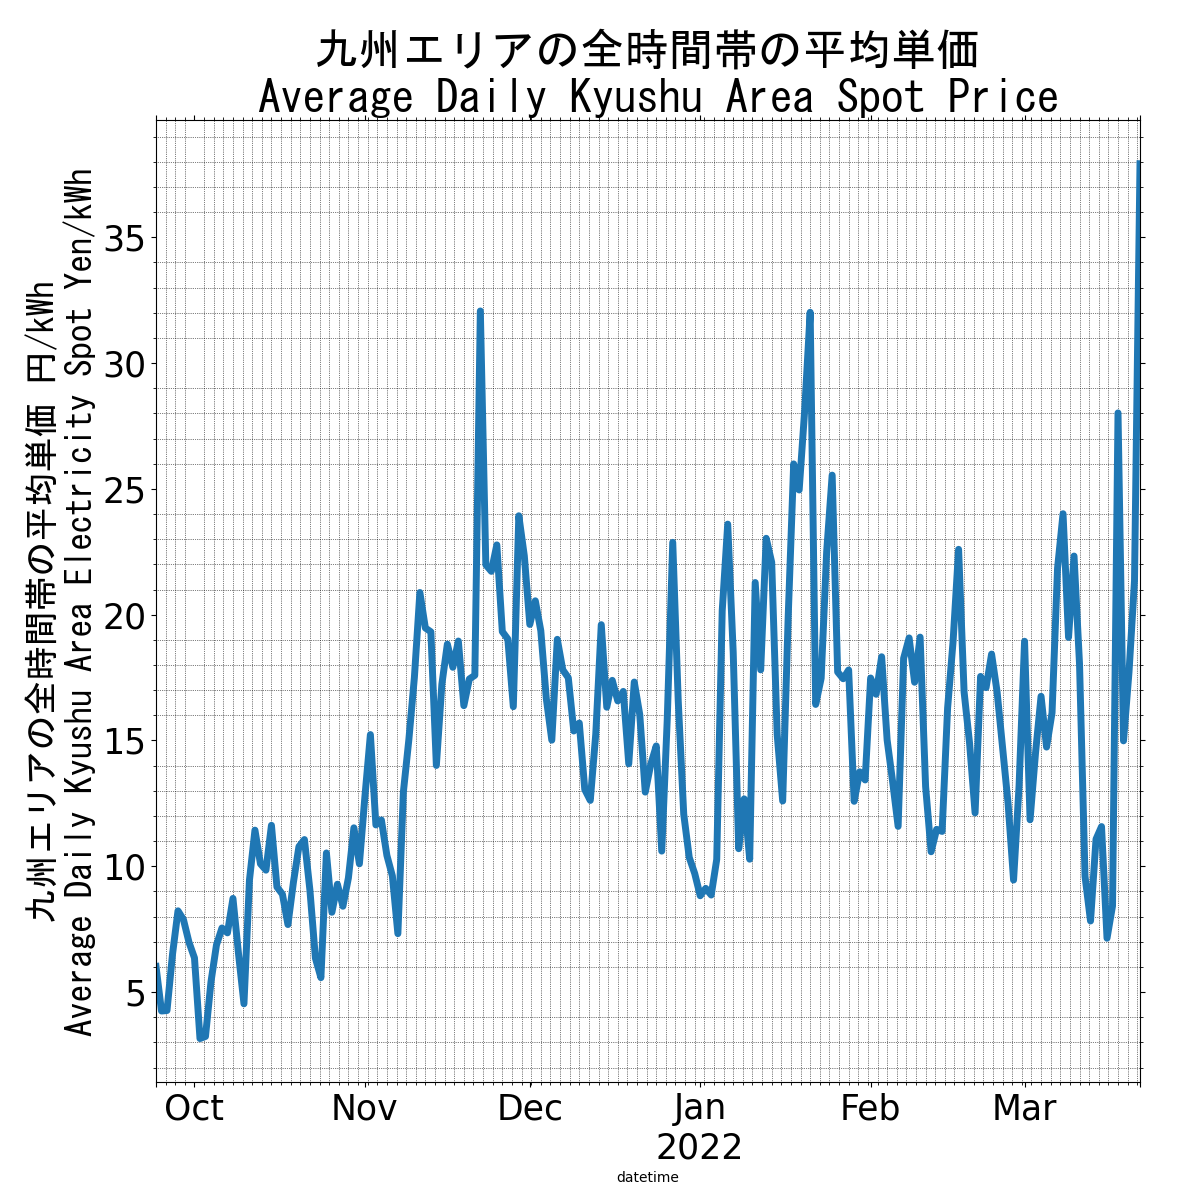 九州エリアの全時間帯の平均単価
Average Daily Kyushu Area Spot Price
九州エリアの全時間帯の平均単価 円/kWh
Average Daily Kyushu Area Electricity Spot Yen/kWh
35
30
25
20
15
10
5
Oct
Nov
Dec
Jan
Feb
Mar
2022
datetime